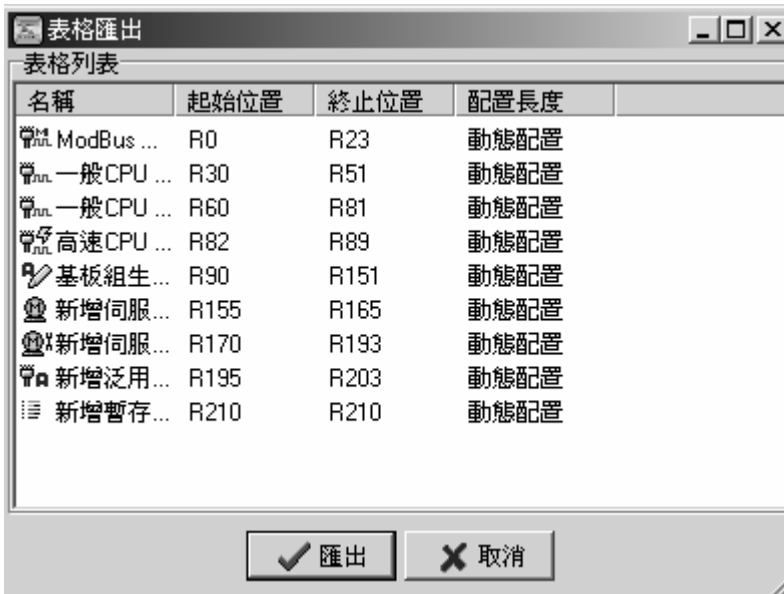 表格匯出
表格列表
名稱 起始位置 終止位置 配置長度
ModBus ... R0 R23 動態配置
一般CPU ... R30 R51 動態配置
一般CPU ... R60 R81 動態配置
高速CPU ... R82 R89 動態配置
基板組生... R90 R151 動態配置
新增伺服... R155 R165 動態配置
新增伺服... R170 R193 動態配置
新增泛用... R195 R203 動態配置
新增暫存... R210 R210 動態配置
匯出 取消